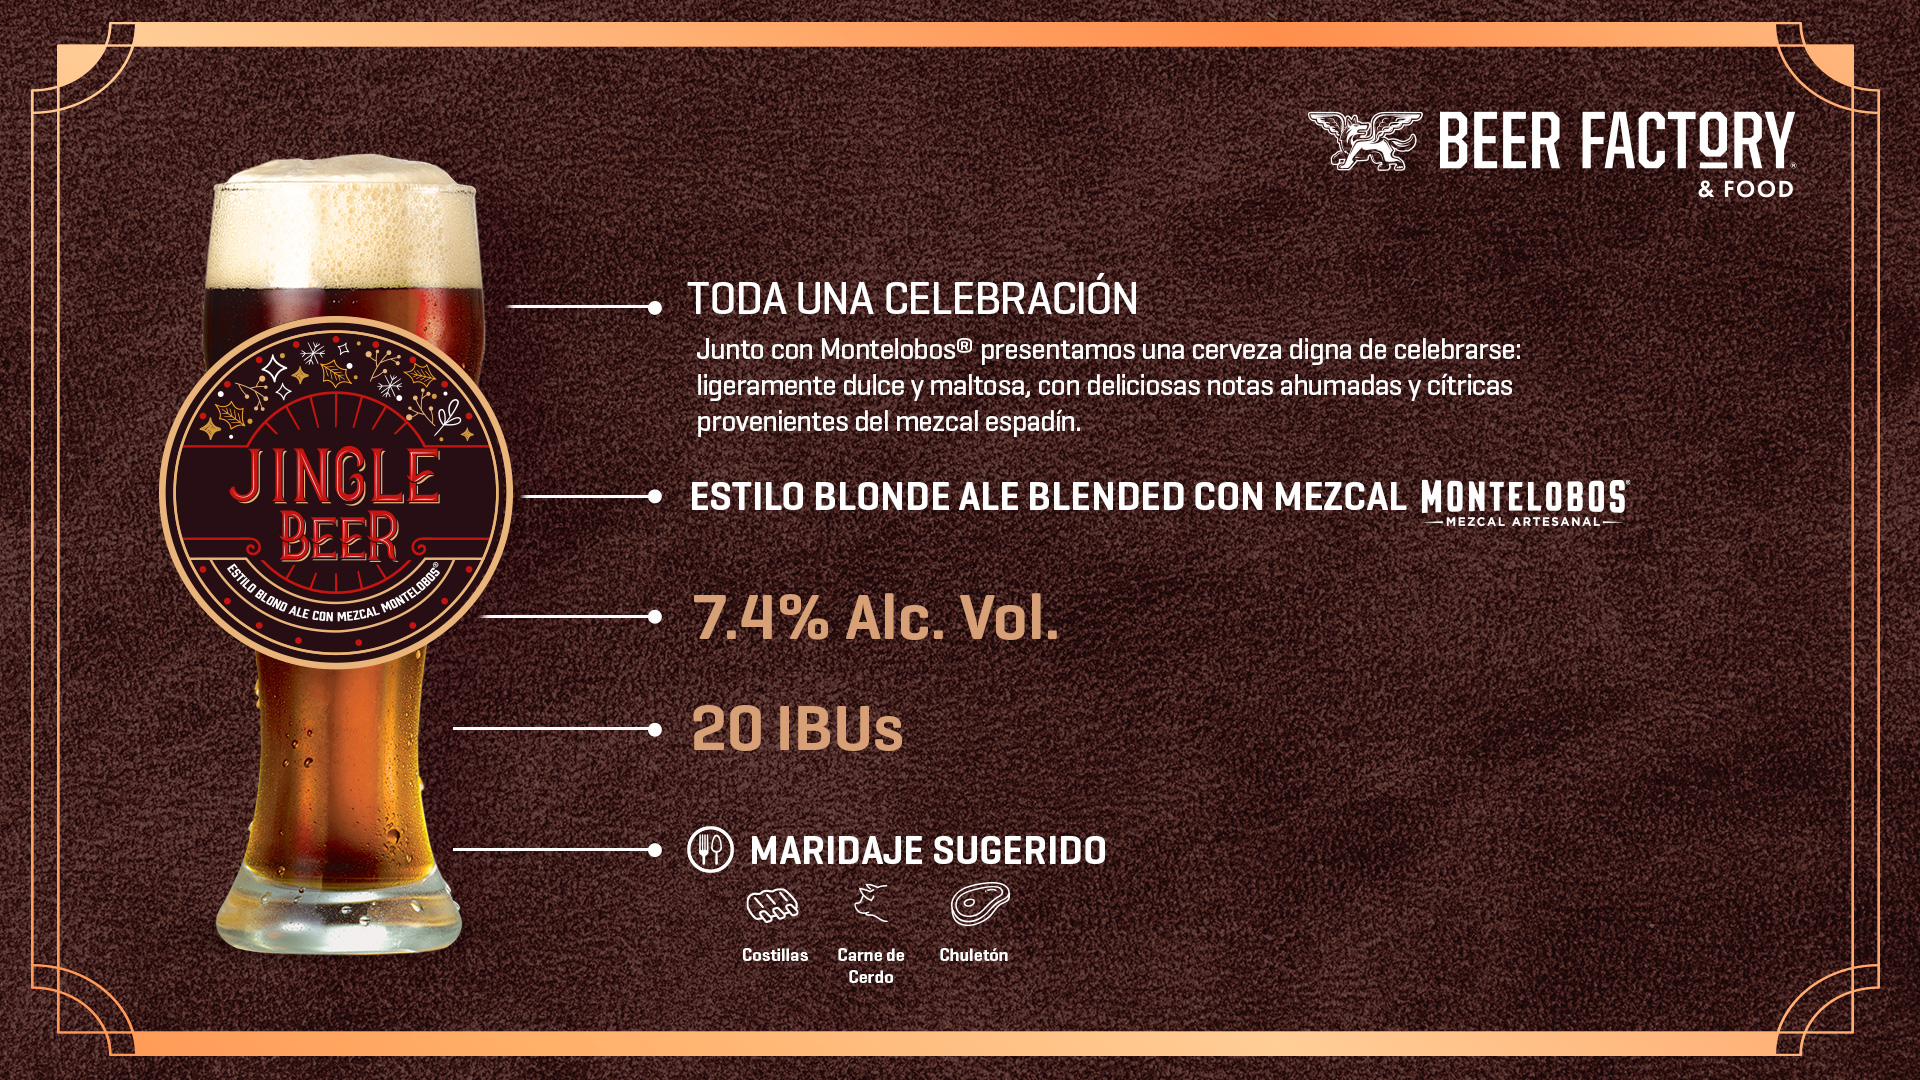 BEER FACTORY
& FOOD
TODA UNA CELEBRACIÓN
Junto con Montelobos® presentamos una cerveza digna de celebrarse:
ligeramente dulce y maltosa, con deliciosas notas ahumadas y cítricas
provenientes del mezcal espadín.
JINGLE
BEER
ESTILO BLOND ALE CON MEZCAL MONTELOBOS®
ESTILO BLONDE ALE BLENDED CON MEZCAL MONTELOBOS®
MEZCAL ARTESANAL
7.4% Alc. Vol.
20 IBUs
MARIDAJE SUGERIDO
Costillas
Carne de
Cerdo
Chuletón